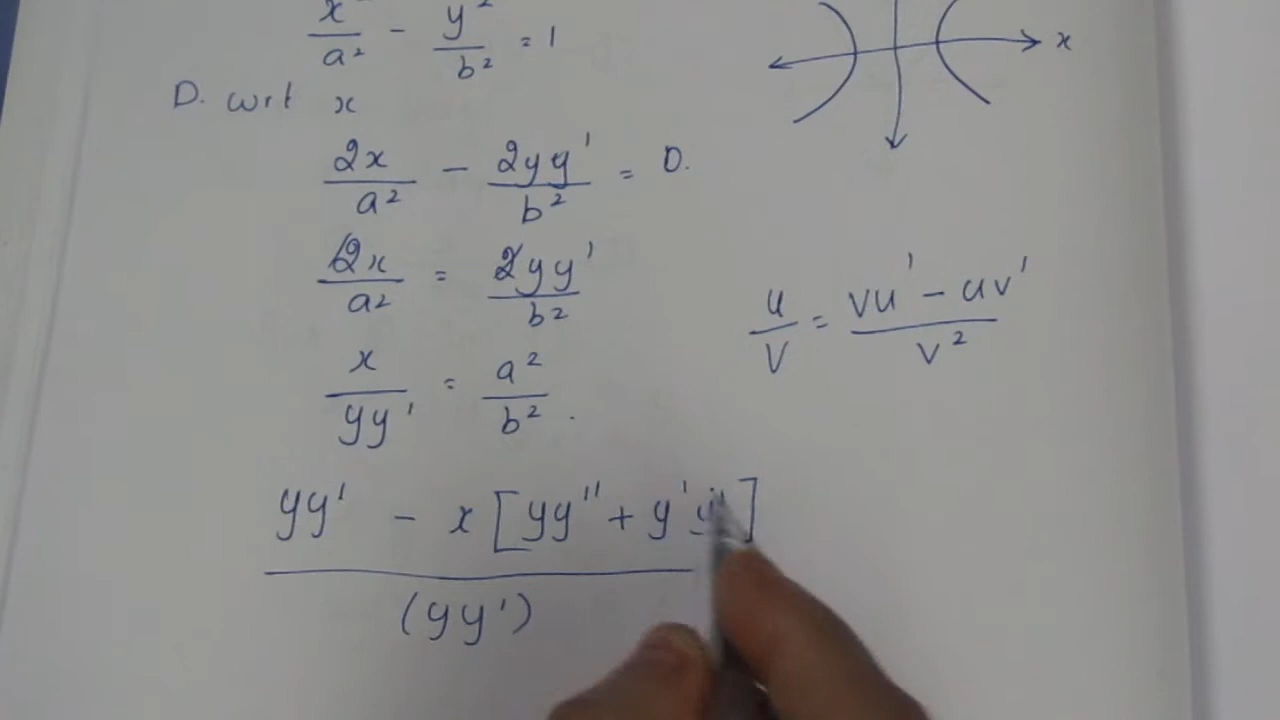 x²/a² - y²/b² = 1
x
D. wrt x
2x/a² - 2yy'/b² = 0.
2x/a² = 2yy'/b²
u/v = vu' - uv'/v²
x/yy' = a²/b².
yy' - x[yy'' + y'y']/(yy')